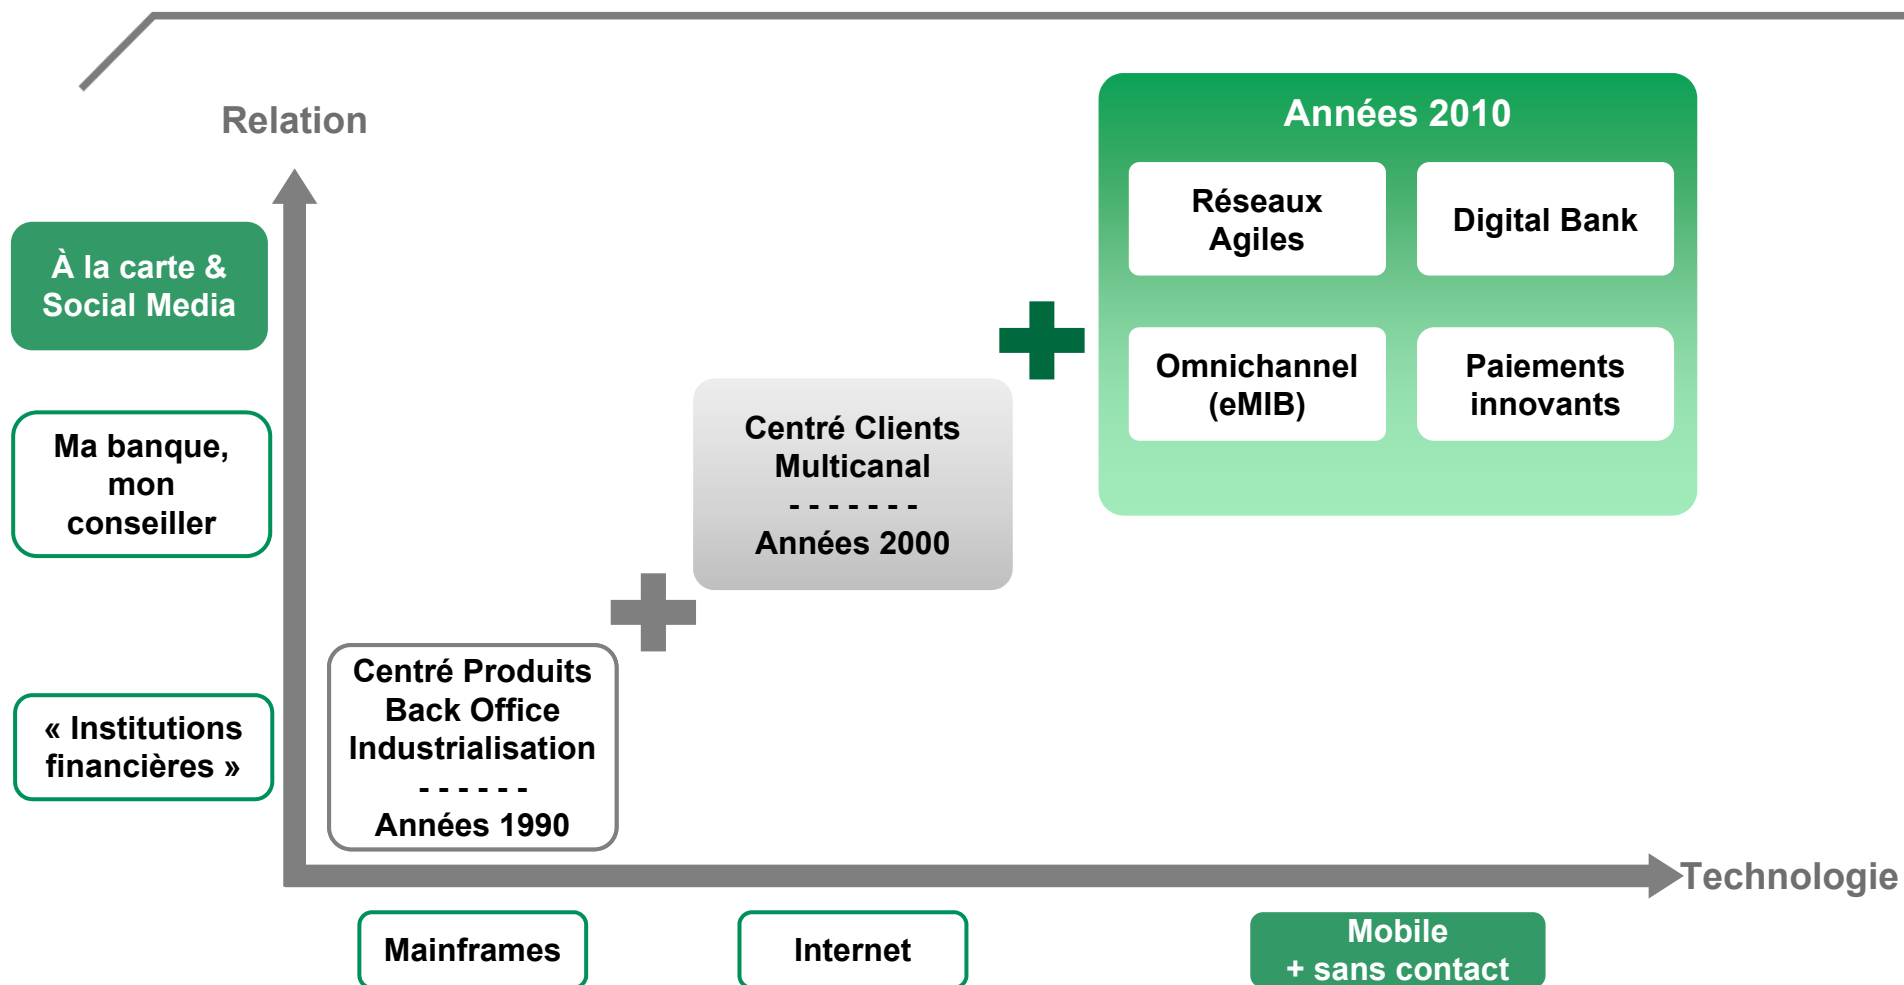 Relation
Années 2010
Réseaux
Agiles
Digital Bank
Omnichannel
(eMIB)
Paiements
innovants
À la carte &
Social Media
Ma banque,
mon
conseiller
« Institutions
financières »
Centré Clients
Multicanal
- - - - - - -
Années 2000
Centré Produits
Back Office
Industrialisation
- - - - - -
Années 1990
Technologie
Mainframes
Internet
Mobile
+ sans contact